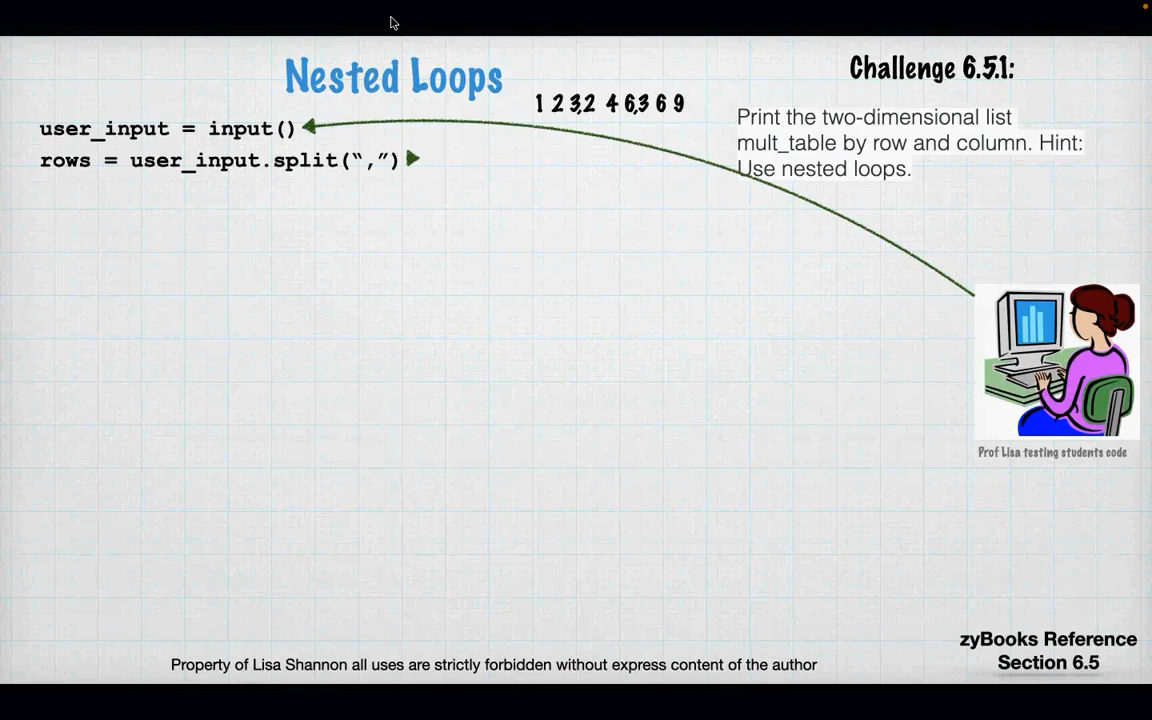 Nested Loops
Challenge 6.5.1:
1 2 3,2 4 6,3 6 9
user_input = input()
rows = user_input.split(“,”)
Print the two-dimensional list
mult_table by row and column. Hint:
Use nested loops.
Prof Lisa testing students code
zyBooks Reference
Section 6.5
Property of Lisa Shannon all uses are strictly forbidden without express content of the author